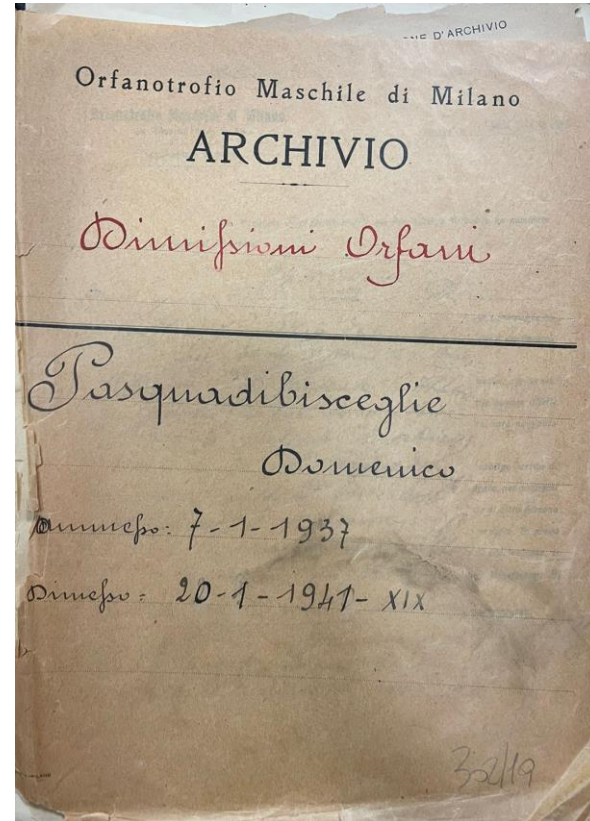 NE D'ARCHIVIO
Orfanotrofio Maschile di Milano
ARCHIVIO
Dimissioni Orfani
Pasquadibisceglie
Domenico
Ammesso: 7-1-1937
Dimesso: 20-1-1941-XIX
352/19